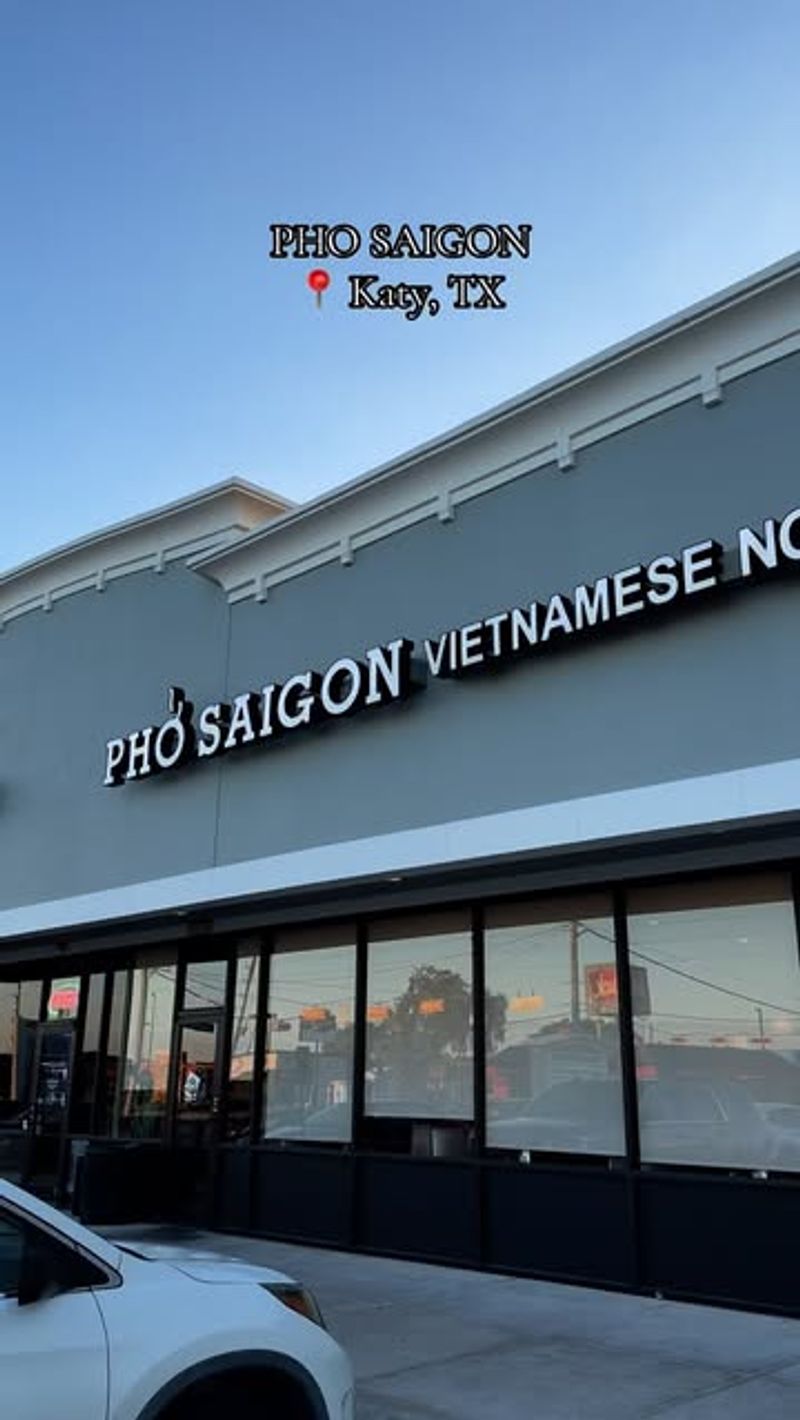 PHO SAIGON
📍 Katy, TX
PHỞ SAIGON VIETNAMESE NO